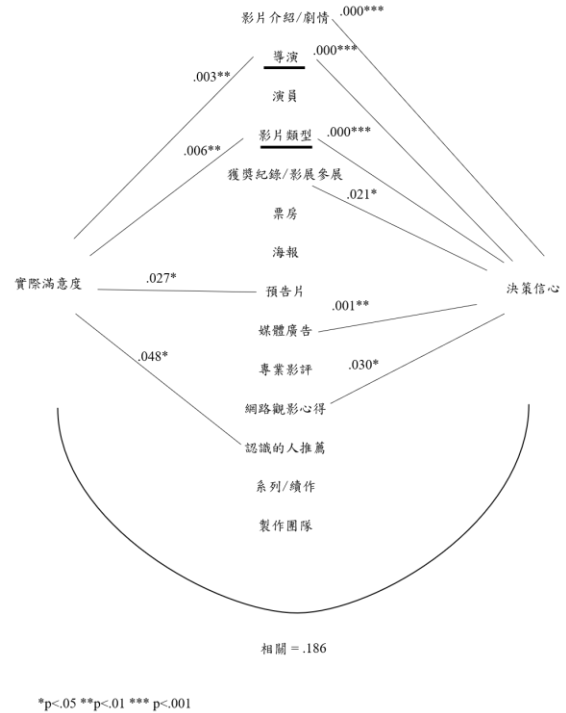 影片介紹/劇情
.000***
導演
.000***
.003**
演員
影片類型
.000***
.006**
獲獎紀錄/影展參展
.021*
票房
海報
實際滿意度
.027*
預告片
決策信心
.001**
媒體廣告
.048*
專業影評
.030*
網路觀影心得
認識的人推薦
系列/續作
製作團隊
相關 = .186
*p<.05 **p<.01 *** p<.001